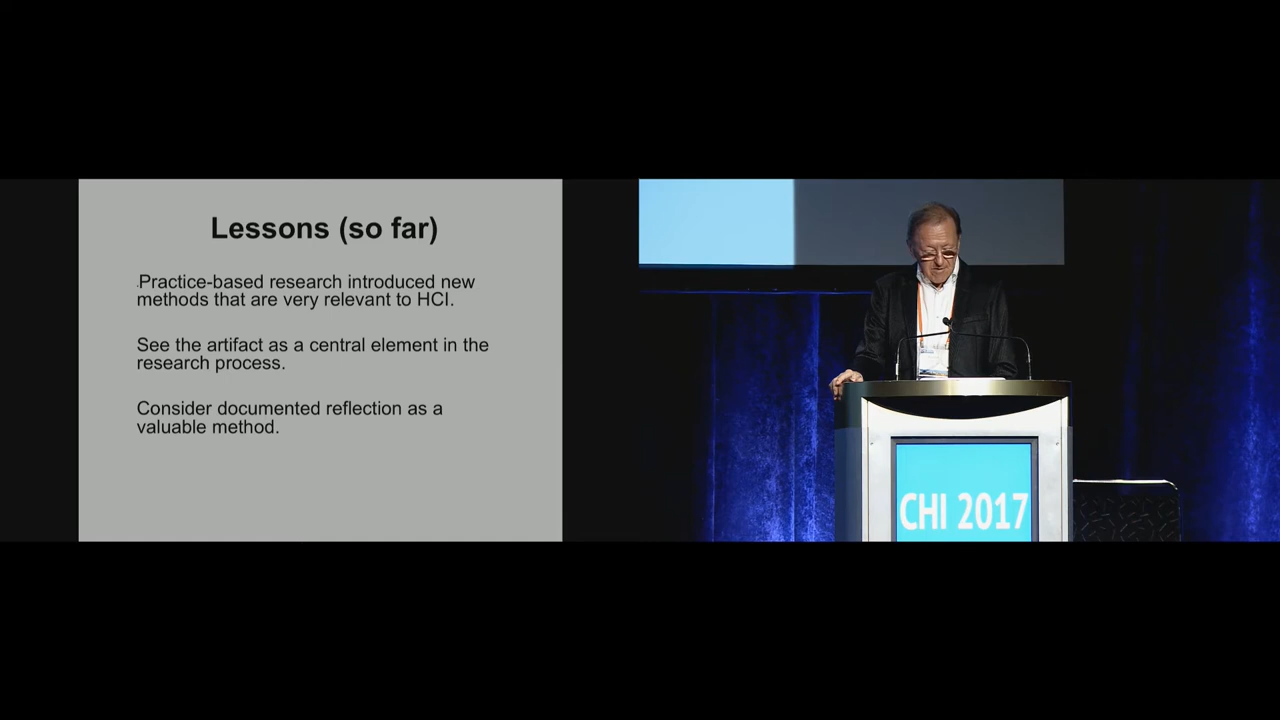 Lessons (so far)
Practice-based research introduced new
methods that are very relevant to HCI.
See the artifact as a central element in the
research process.
Consider documented reflection as a
valuable method.
CHI 2017